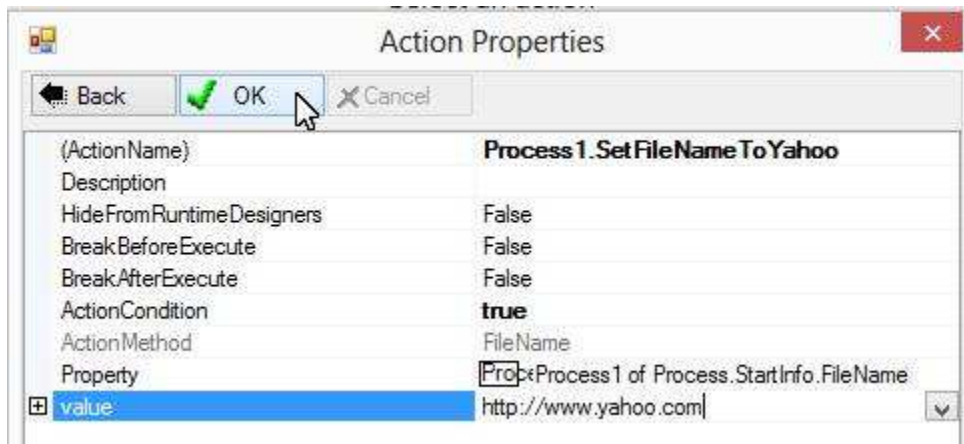 Action Properties
Back OK Cancel
(ActionName) Process1.SetFileNameToYahoo
Description
HideFromRuntimeDesigners False
BreakBeforeExecute False
BreakAfterExecute False
ActionCondition true
ActionMethod FileName
Property Process1 of Process.StartInfo.FileName
value http://www.yahoo.com